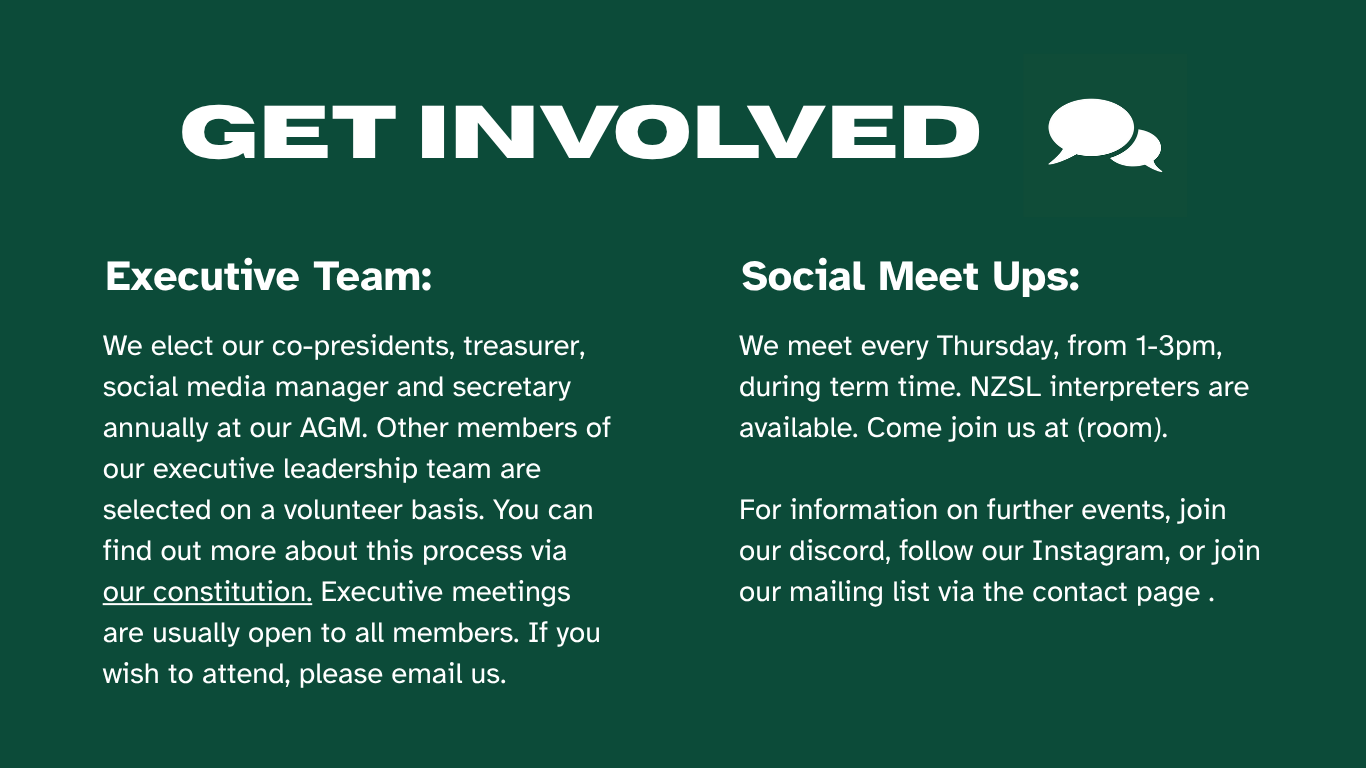 GET INVOLVED
Executive Team:
We elect our co-presidents, treasurer,
social media manager and secretary
annually at our AGM. Other members of
our executive leadership team are
selected on a volunteer basis. You can
find out more about this process via
our constitution. Executive meetings
are usually open to all members. If you
wish to attend, please email us.
Social Meet Ups:
We meet every Thursday, from 1-3pm,
during term time. NZSL interpreters are
available. Come join us at (room).
For information on further events, join
our discord, follow our Instagram, or join
our mailing list via the contact page .